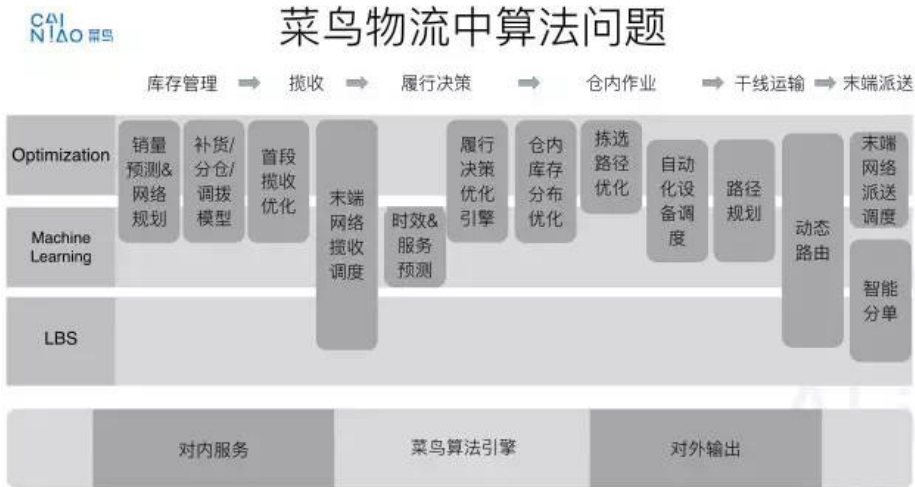 CAI
NIAO 菜鸟
菜鸟物流中算法问题
库存管理
揽收
履行决策
仓内作业
干线运输
末端派送
Optimization
Machine
Learning
LBS
销量
预测&
网络
规划
补货/
分仓/
调拨
模型
首段
揽收
优化
末端
网络
揽收
调度
时效&
服务
预测
履行
决策
优化
引擎
仓内
库存
分布
优化
拣选
路径
优化
自动
化设
备调
度
路径
规划
动态
路由
末端
网络
派送
调度
智能
分单
对内服务
菜鸟算法引擎
对外输出